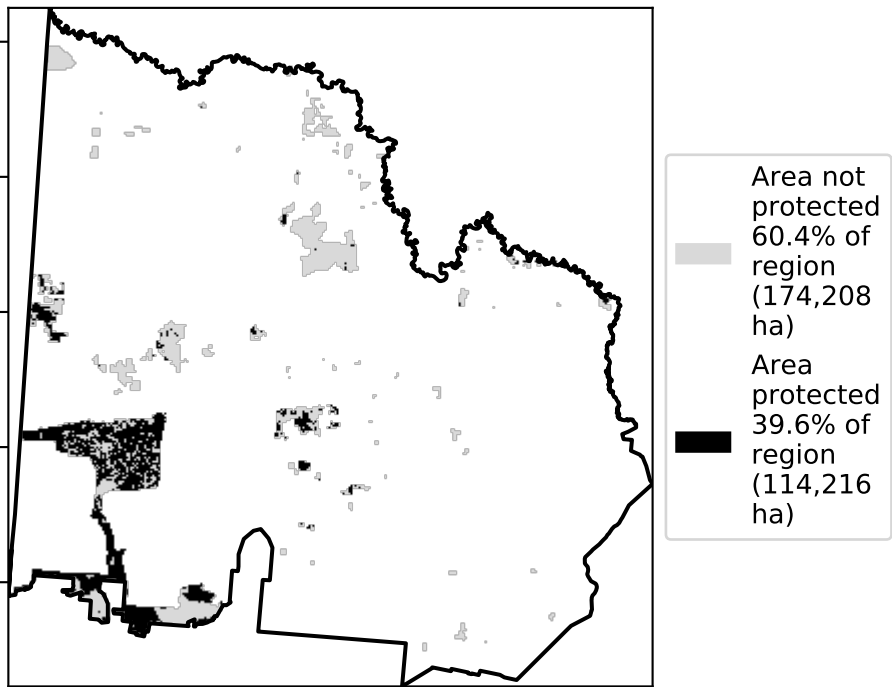 Area not
protected
60.4% of
region
(174,208
ha)
Area
protected
39.6% of
region
(114,216
ha)